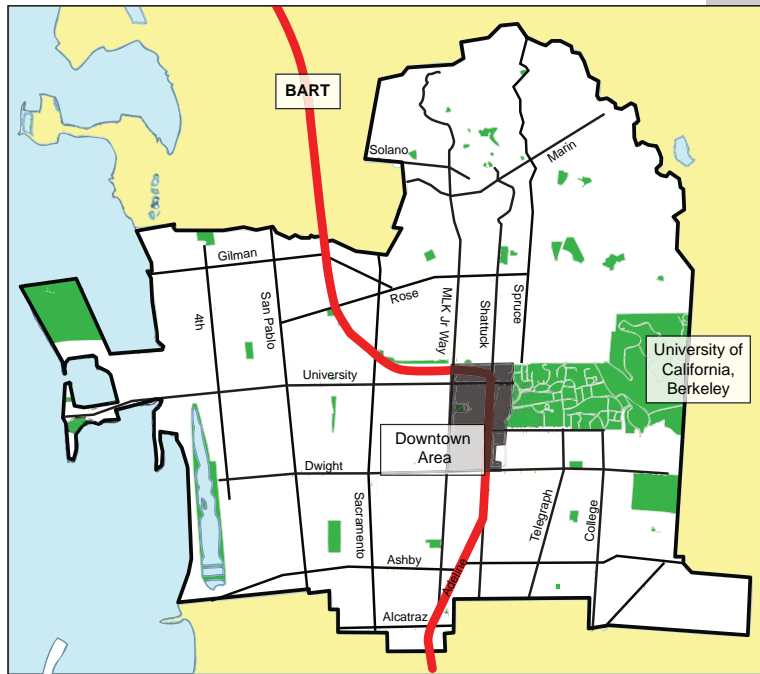 BART
Solano
Marin
Gilman
San Pablo
4th
Rose
MLK Jr Way
Shattuck
Spruce
University
University of
California,
Berkeley
Downtown
Area
Dwight
Sacramento
Telegraph
College
Ashby
Adeline
Alcatraz